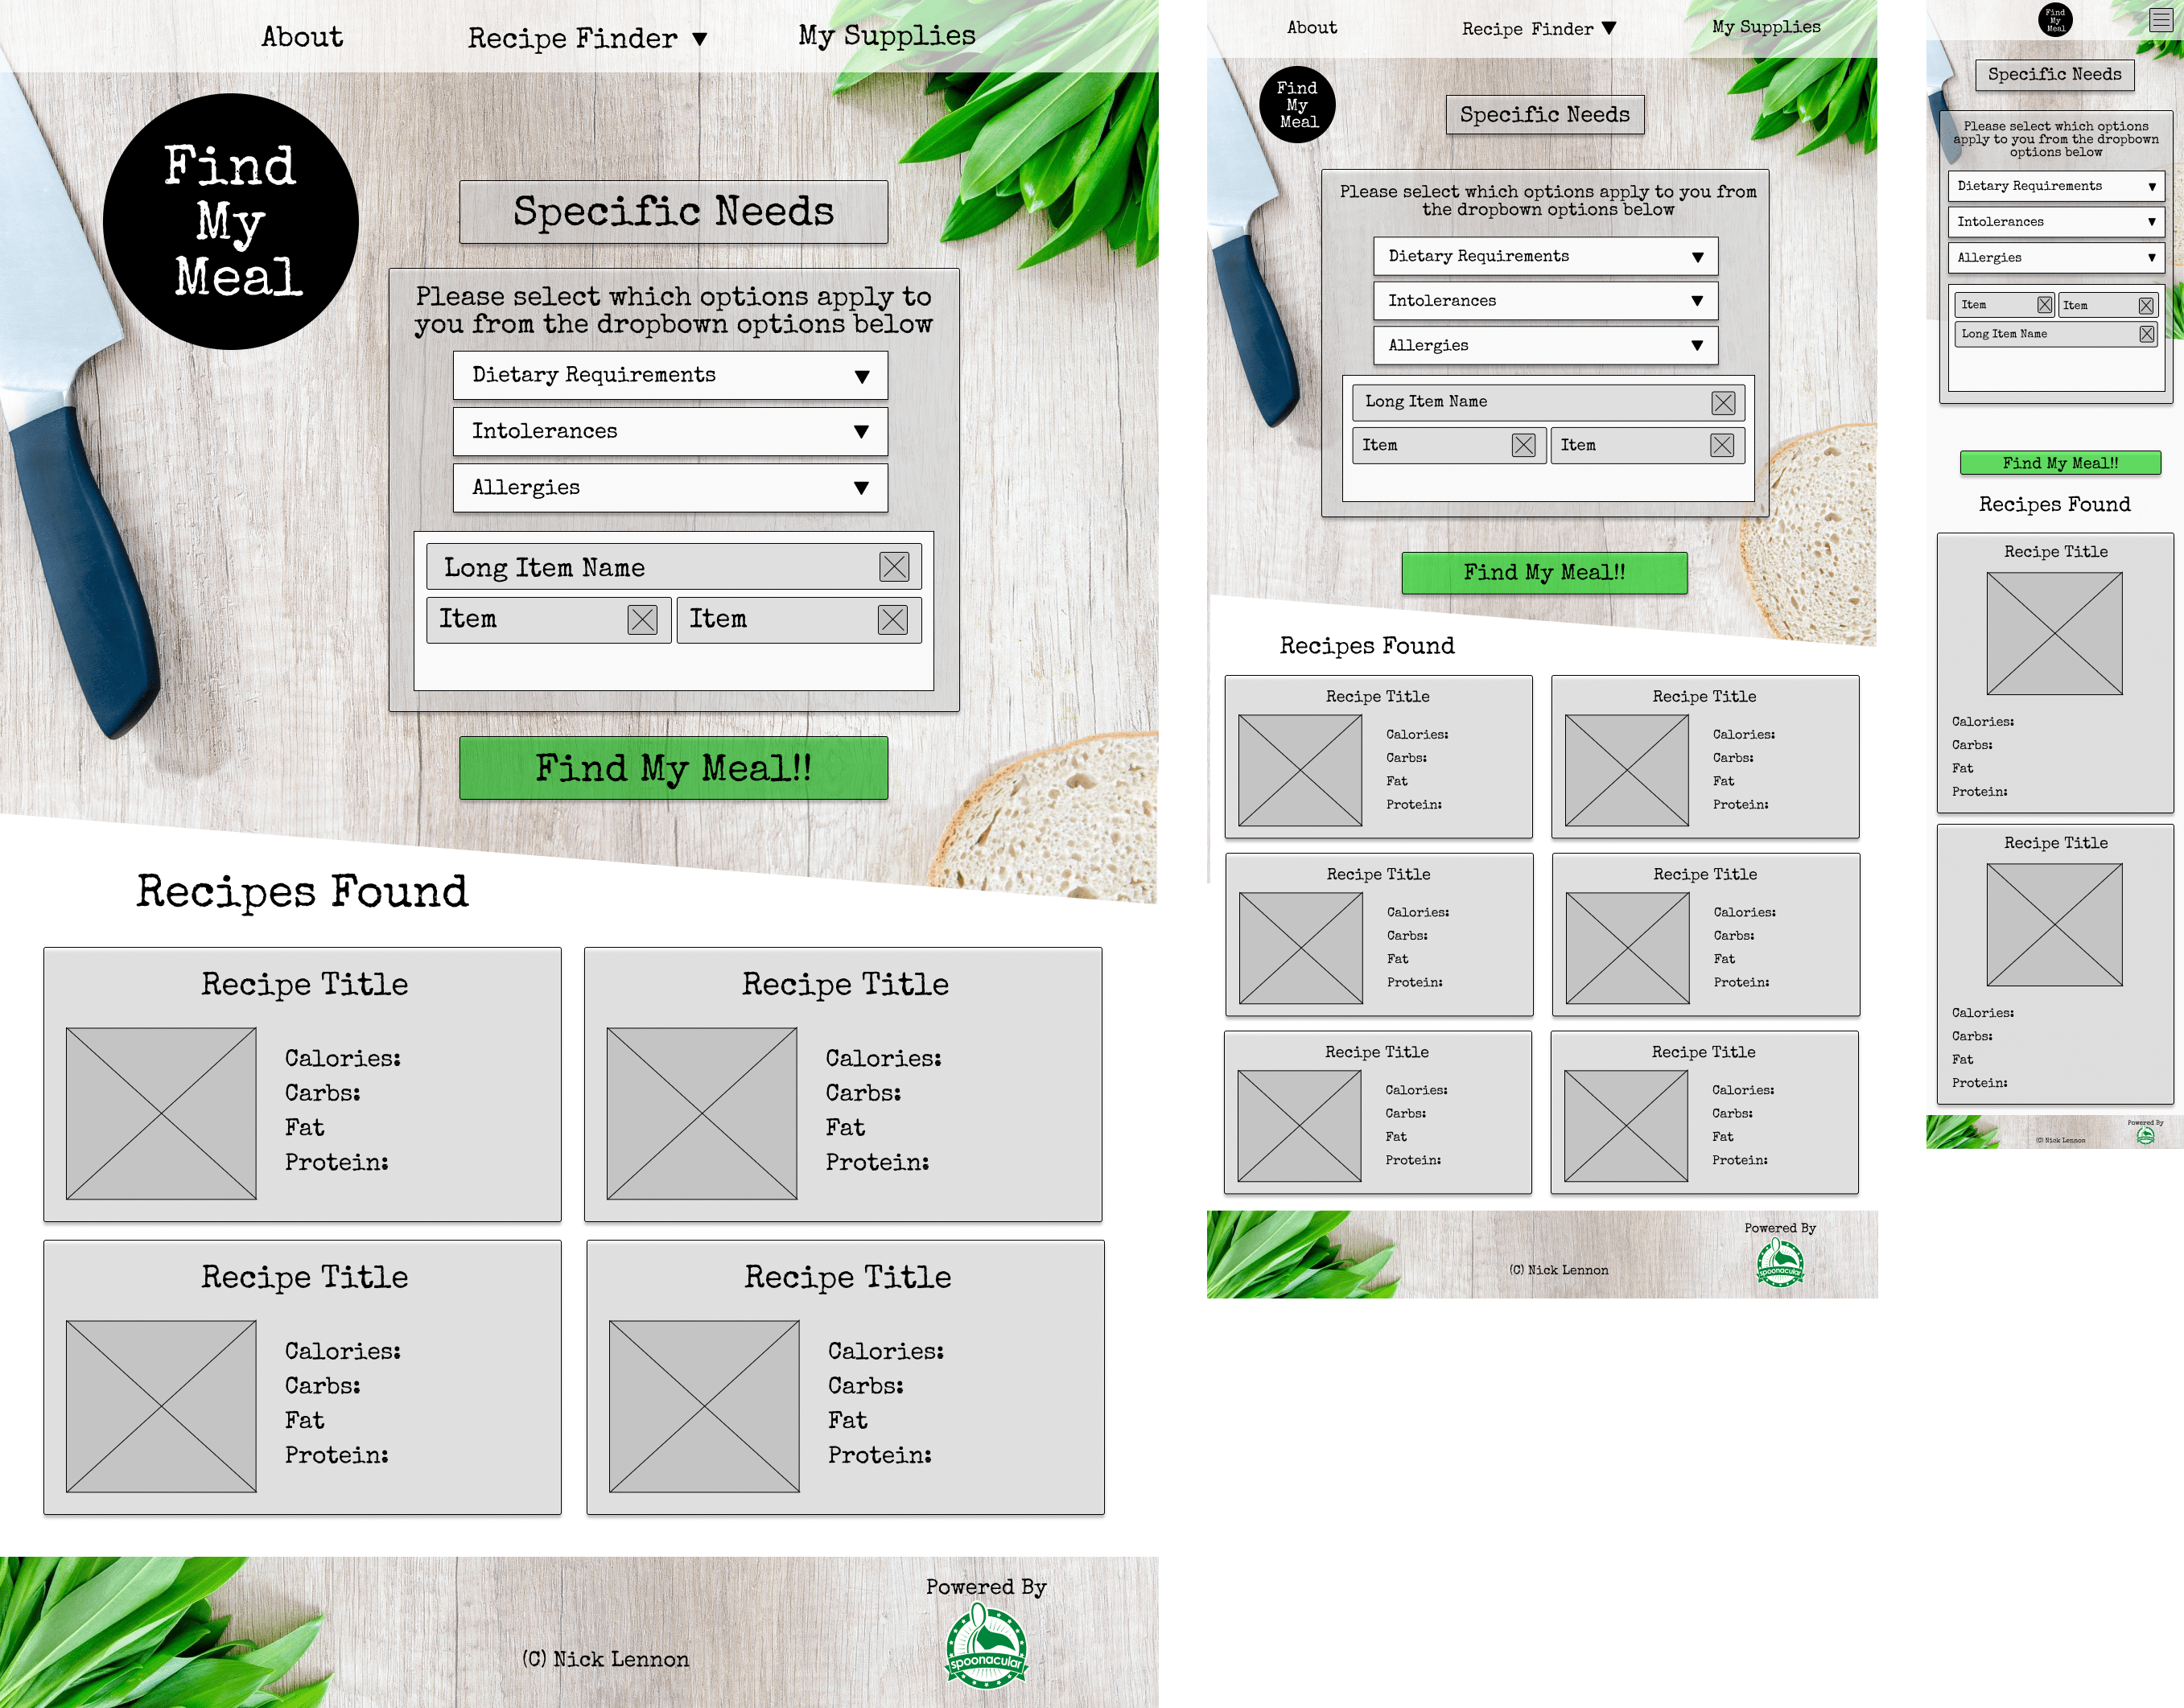 About
Recipe Finder ▼
My Supplies
Find
My
Meal
Specific Needs
Please select which options apply to
you from the dropbown options below
Dietary Requirements
Intolerances
Allergies
Long Item Name
Item
Item
Find My Meal!!
Recipes Found
Recipe Title
Calories:
Carbs:
Fat
Protein:
Recipe Title
Calories:
Carbs:
Fat
Protein:
Recipe Title
Calories:
Carbs:
Fat
Protein:
Recipe Title
Calories:
Carbs:
Fat
Protein:
(C) Nick Lennon
Powered By
spoonacular
About
Recipe Finder ▼
My Supplies
Find
My
Meal
Specific Needs
Please select which options apply to you from
the dropbown options below
Dietary Requirements
Intolerances
Allergies
Long Item Name
Item
Item
Find My Meal!!
Recipes Found
Recipe Title
Calories:
Carbs:
Fat
Protein:
Recipe Title
Calories:
Carbs:
Fat
Protein:
Recipe Title
Calories:
Carbs:
Fat
Protein:
Recipe Title
Calories:
Carbs:
Fat
Protein:
Recipe Title
Calories:
Carbs:
Fat
Protein:
Recipe Title
Calories:
Carbs:
Fat
Protein:
(C) Nick Lennon
Powered By
spoonacular
Find
My
Meal
Specific Needs
Please select which options
apply to you from the dropbown
options below
Dietary Requirements
Intolerances
Allergies
Item
Item
Long Item Name
Find My Meal!!
Recipes Found
Recipe Title
Calories:
Carbs:
Fat
Protein:
Recipe Title
Calories:
Carbs:
Fat
Protein:
(C) Nick Lennon
Powered By